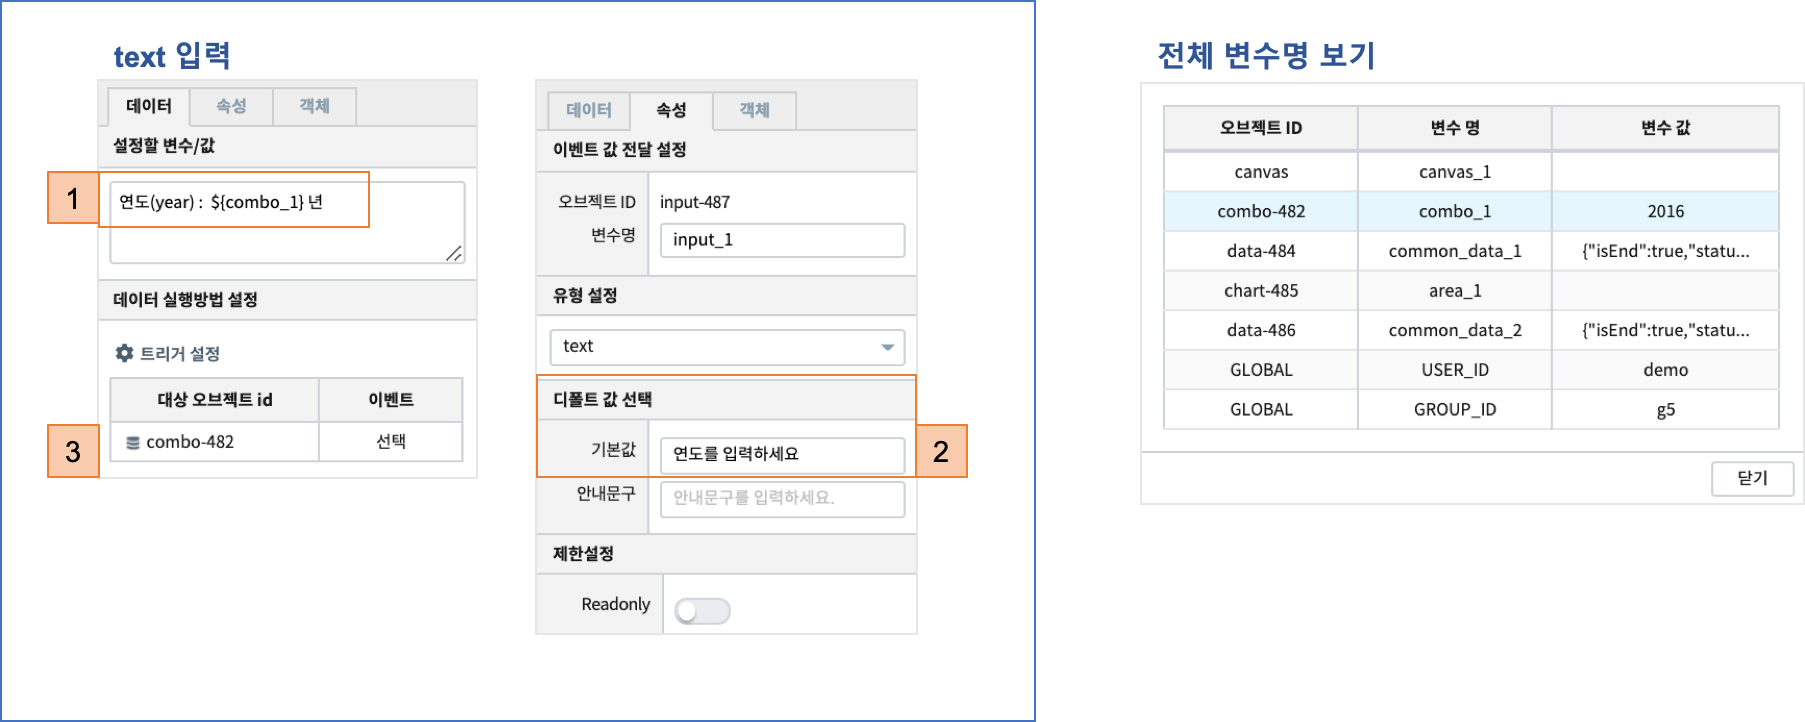 text 입력
데이터 속성 객체
설정할 변수/값
1
연도(year) : ${combo_1} 년
데이터 실행방법 설정
트리거 설정
대상 오브젝트 id 이벤트
3
combo-482 선택
데이터 속성 객체
이벤트 값 전달 설정
오브젝트 ID input-487
변수명 input_1
유형 설정
text
디폴트 값 선택
기본값 연도를 입력하세요
2
안내문구 안내문구를 입력하세요.
제한설정
Readonly
전체 변수명 보기
오브젝트 ID 변수 명 변수 값
canvas canvas_1
combo-482 combo_1 2016
data-484 common_data_1 {"isEnd":true,"statu...
chart-485 area_1
data-486 common_data_2 {"isEnd":true,"statu...
GLOBAL USER_ID demo
GLOBAL GROUP_ID g5
닫기